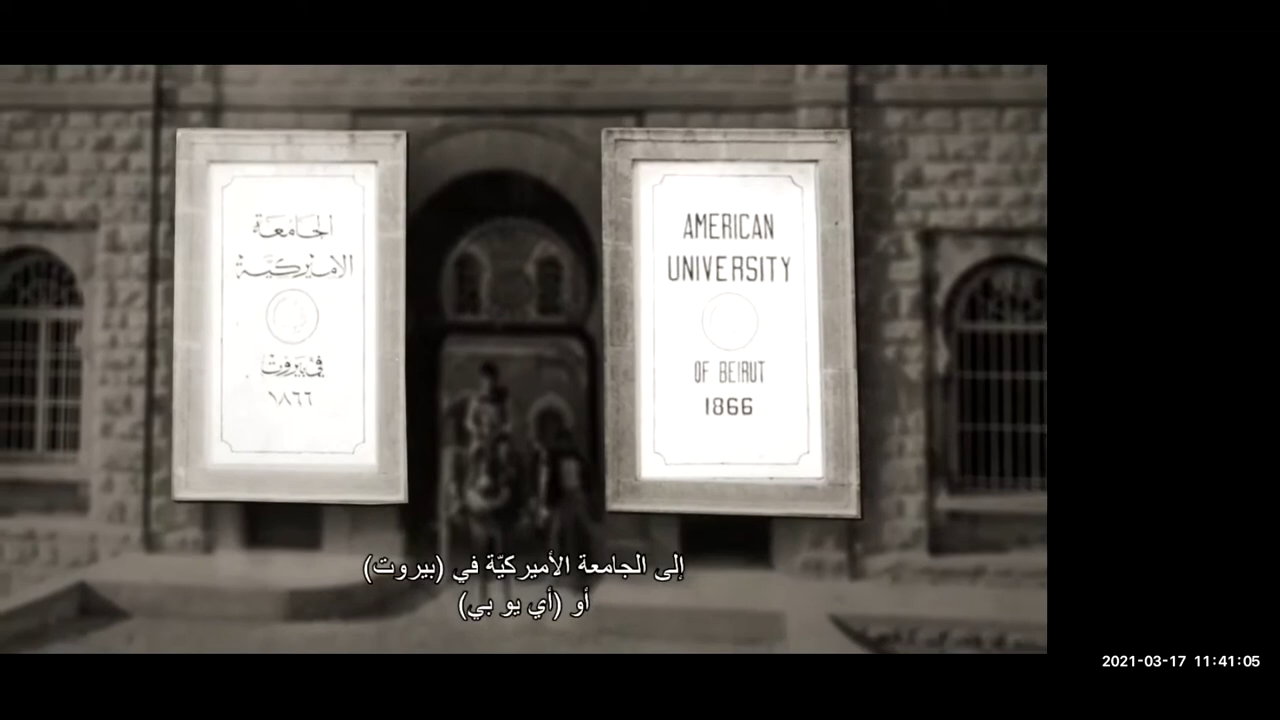 الجامعة
الاميركية
في بيروت
١٨٦٦
AMERICAN
UNIVERSITY
OF BEIRUT
1866
إلى الجامعة الأميركيّة في (بيروت)
أو (أي يو بي)
2021-03-17 11:41:05